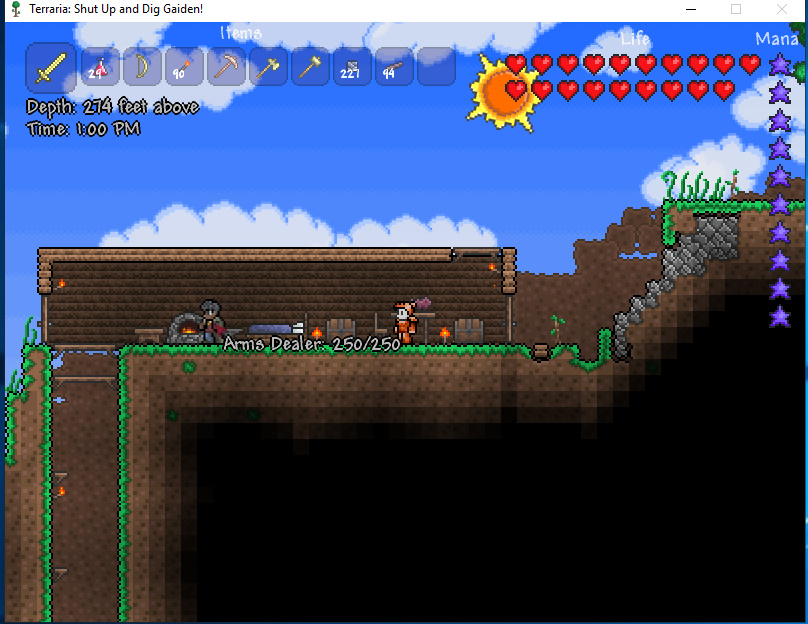 Terraria: Shut Up and Dig Gaiden!
Items
Life
Mana
29
90
227
94
Depth: 274 feet above
Time: 1:00 PM
Arms Dealer: 250/250